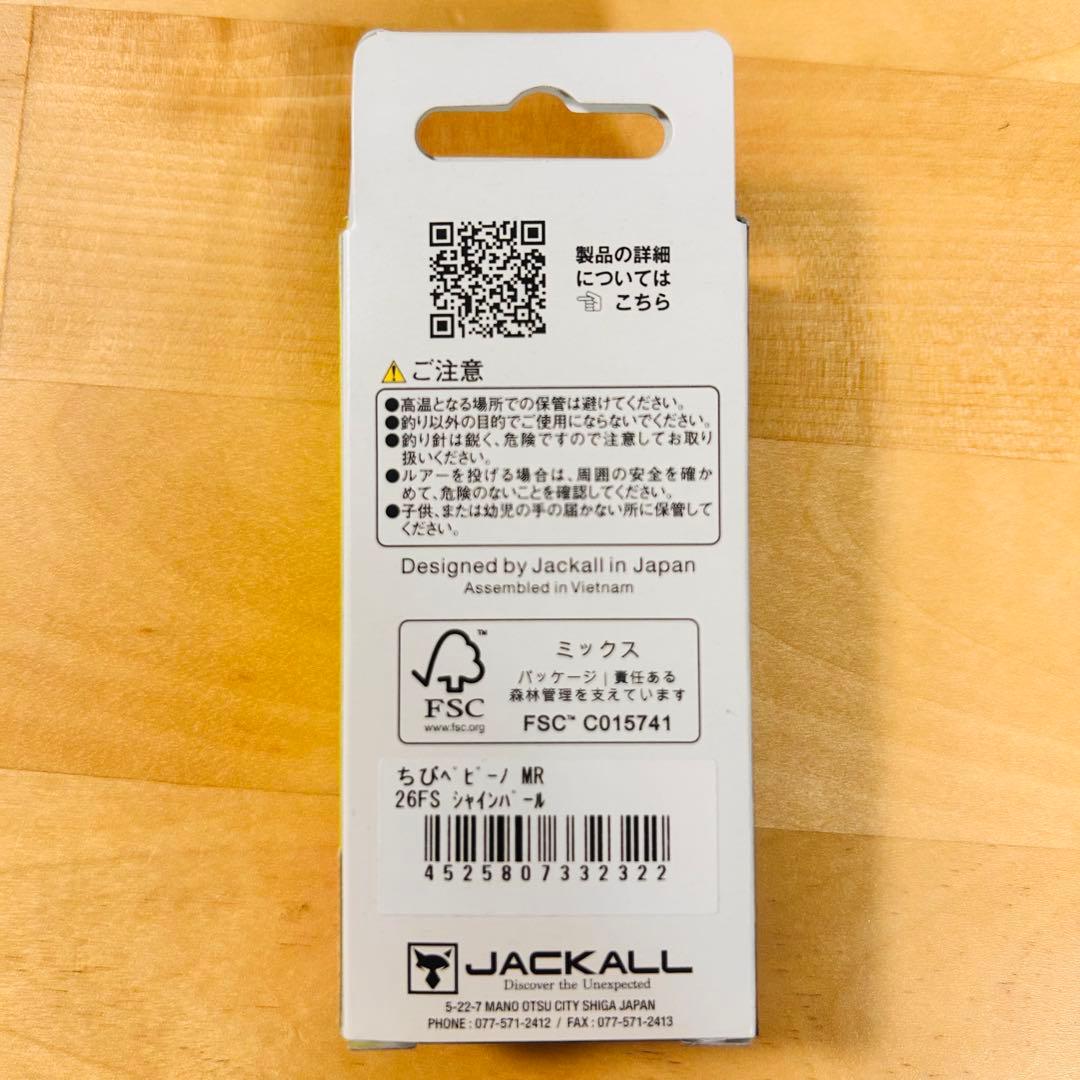 製品の詳細
については
☜ こちら
⚠ ご注意
●高温となる場所での保管は避けてください。
●釣り以外の目的でご使用にならないでください。
●釣り針は鋭く、危険ですので注意してお取り
扱いください。
●ルアーを投げる場合は、周囲の安全を確か
めて、危険のないことを確認してください。
●子供、または幼児の手の届かない所に保管して
ください。
Designed by Jackall in Japan
Assembled in Vietnam
™
FSC
www.fsc.org
ミックス
パッケージ | 責任ある
森林管理を支えています
FSC™ C015741
ちびﾍﾞﾋﾞｰﾉ MR
26FS ｼｬｲﾝﾊﾟｰﾙ
4525807332322
JACKALL
Discover the Unexpected
5-22-7 MANO OTSU CITY SHIGA JAPAN
PHONE : 077-571-2412 / FAX : 077-571-2413